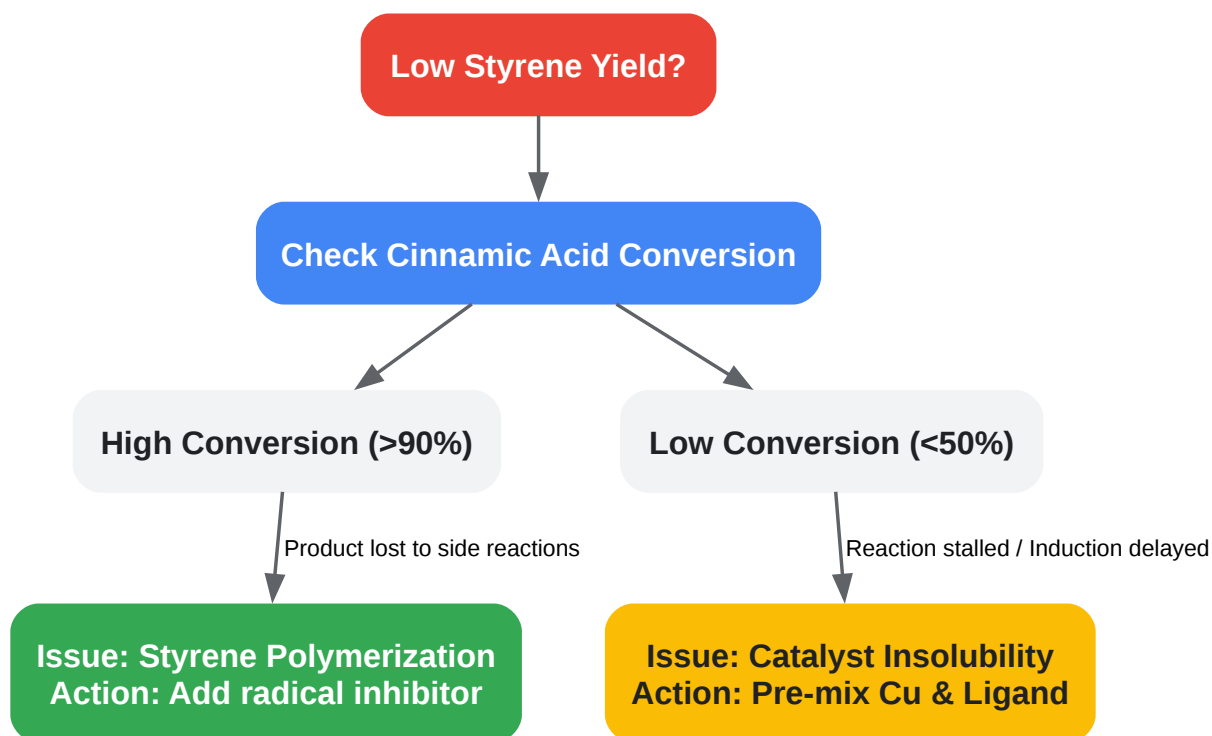 Low Styrene Yield?
Check Cinnamic Acid Conversion
High Conversion (>90%)
Low Conversion (<50%)
Product lost to side reactions
Reaction stalled / Induction delayed
Issue: Styrene Polymerization
Action: Add radical inhibitor
Issue: Catalyst Insolubility
Action: Pre-mix Cu & Ligand